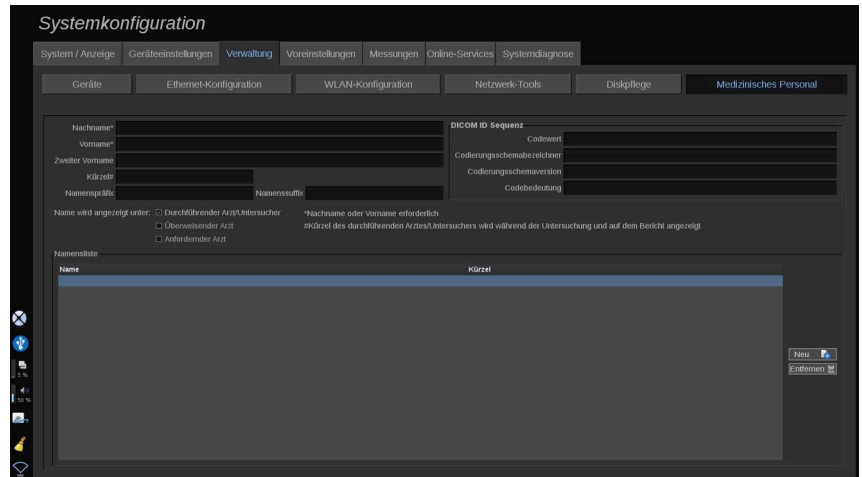 Systemkonfiguration
System / Anzeige Geräteeinstellungen Verwaltung Voreinstellungen Messungen Online-Services Systemdiagnose
Geräte Ethernet-Konfiguration WLAN-Konfiguration Netzwerk-Tools Diskpflege Medizinisches Personal
Nachname*
Vorname*
Zweiter Vorname
Kürzel#
Namenspräfix Namenssuffix
DICOM ID Sequenz
Codewert
Codierungsschemabezeichner
Codierungsschemaversion
Codebedeutung
Name wird angezeigt unter: Durchführender Arzt/Untersucher *Nachname oder Vorname erforderlich
Überweisender Arzt #Kürzel des durchführenden Arztes/Untersuchers wird während der Untersuchung und auf dem Bericht angezeigt
Anfordernder Arzt
Namensliste
Name Kürzel
Neu
Entfernen
5 %
50 %